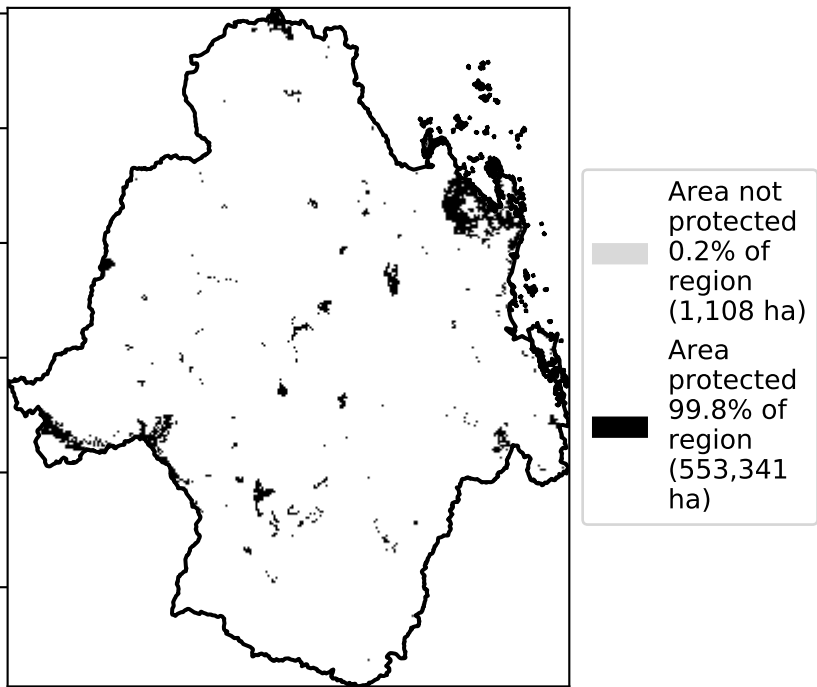 Area not
protected
0.2% of
region
(1,108 ha)
Area
protected
99.8% of
region
(553,341
ha)